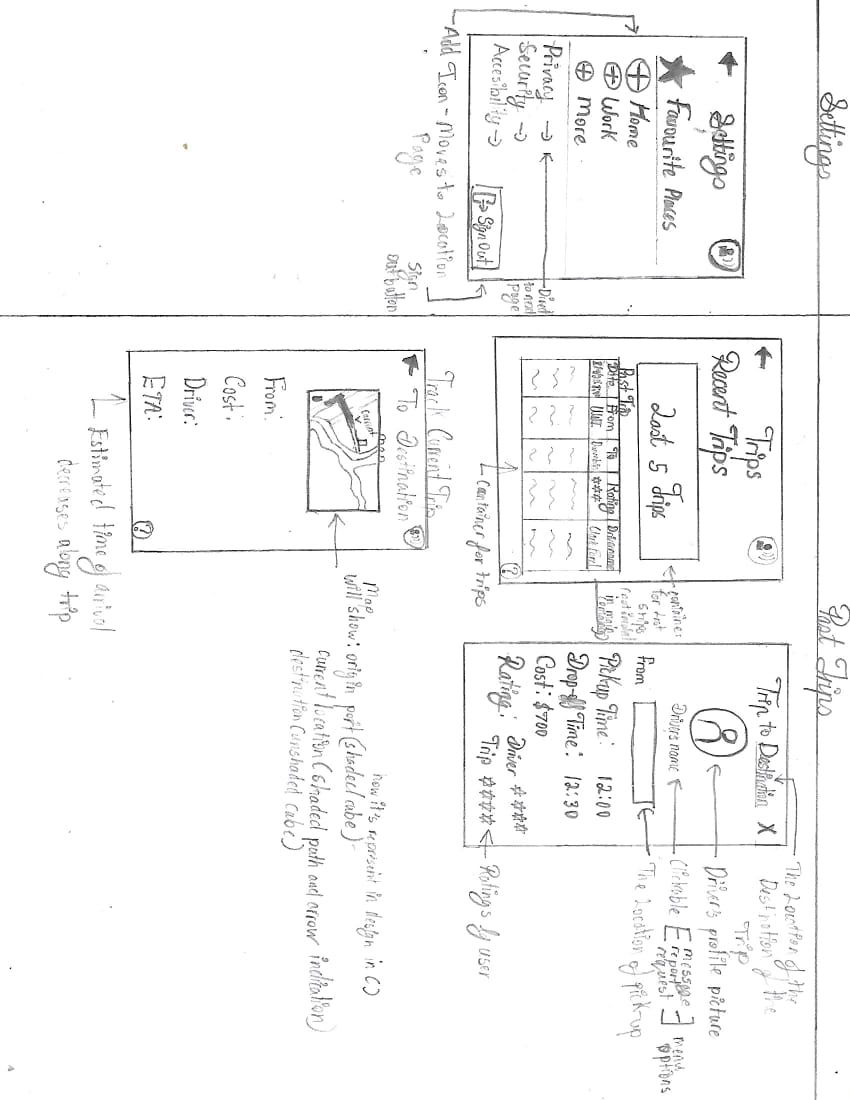 Settings
Past Trips
Settings
Favourite Places
Home
Work
More
Privacy →
Security →
Accesibility →
Sign Out
Direct
to next
page
Add Icon - Moves to Location
Page
Sign
out button
Trips
Recent Trips
Last 5 Trips
Past Trip
Date From To Rating Drivername
UWI
container
for last
5 trips
in main
?
Container for trips
Trip to Destination X
Drivers name
From
Pickup Time: 12:00
Drop-off Time: 12:30
Cost: $700
Rating: Driver ☆☆☆☆
Trip ☆☆☆☆
The Location of the
Destination of the
Trip
Driver's profile picture
Clickable [ message
report
request ] menu
options
The Location of pick-up
Ratings by user
Track Current Trip
To Destination
map
current
From:
Cost:
Driver:
ETA:
?
Map
will show: origin port (shaded cube)
how it's represent in design in ( )
current location (shaded path and arrow indication)
destination (unshaded cube)
Estimated time of arrival
decreases along trip